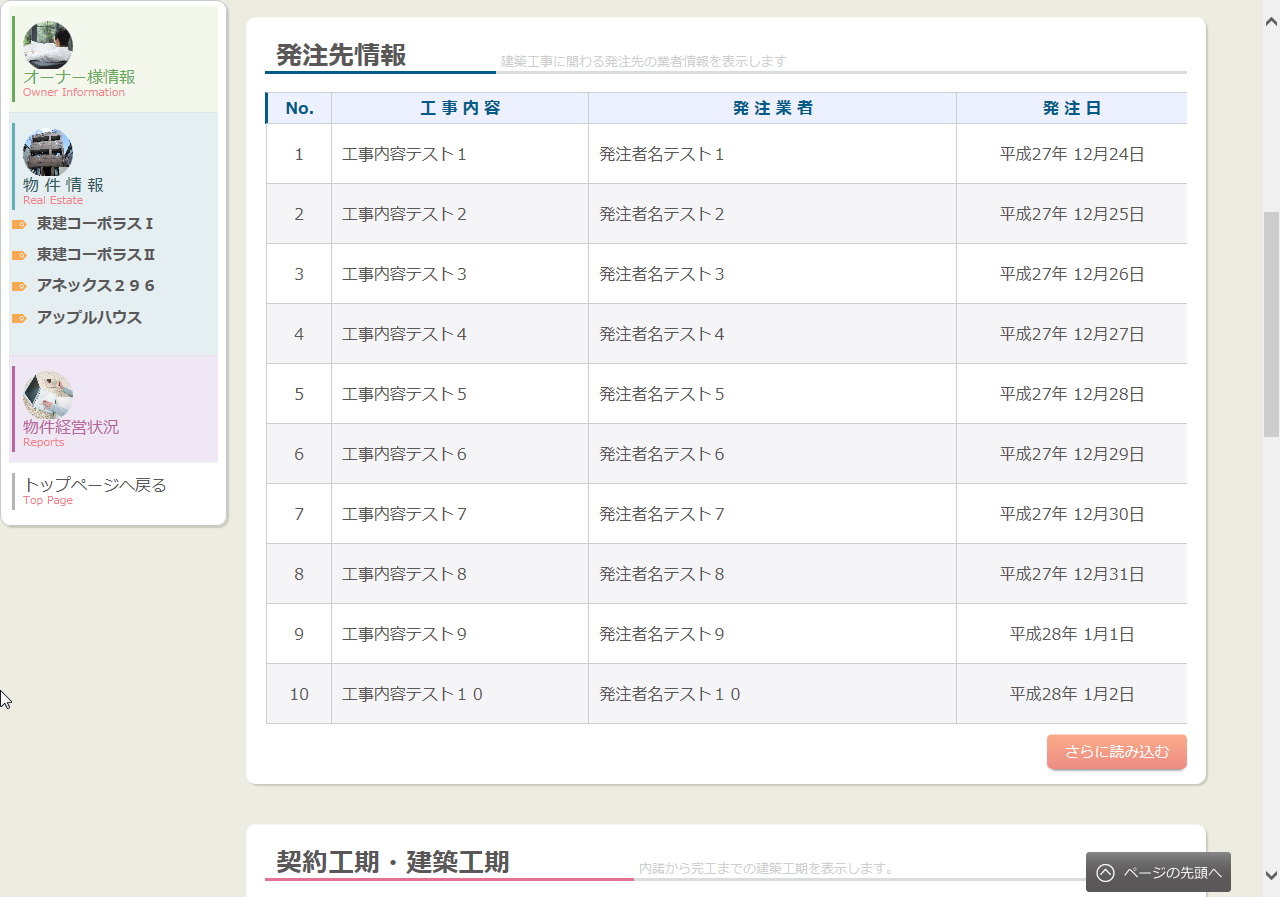 オーナー様情報
Owner Information
物 件 情 報
Real Estate
東建コーポラスⅠ
東建コーポラスⅡ
アネックス２９６
アップルハウス
物件経営状況
Reports
トップページへ戻る
Top Page
発注先情報 建築工事に関わる発注先の業者情報を表示します
No. 工 事 内 容 発 注 業 者 発 注 日
1 工事内容テスト１ 発注者名テスト１ 平成27年 12月24日
2 工事内容テスト２ 発注者名テスト２ 平成27年 12月25日
3 工事内容テスト３ 発注者名テスト３ 平成27年 12月26日
4 工事内容テスト４ 発注者名テスト４ 平成27年 12月27日
5 工事内容テスト５ 発注者名テスト５ 平成27年 12月28日
6 工事内容テスト６ 発注者名テスト６ 平成27年 12月29日
7 工事内容テスト７ 発注者名テスト７ 平成27年 12月30日
8 工事内容テスト８ 発注者名テスト８ 平成27年 12月31日
9 工事内容テスト９ 発注者名テスト９ 平成28年 1月1日
10 工事内容テスト１０ 発注者名テスト１０ 平成28年 1月2日
さらに読み込む
契約工期・建築工期 内諾から完工までの建築工期を表示します。
ページの先頭へ